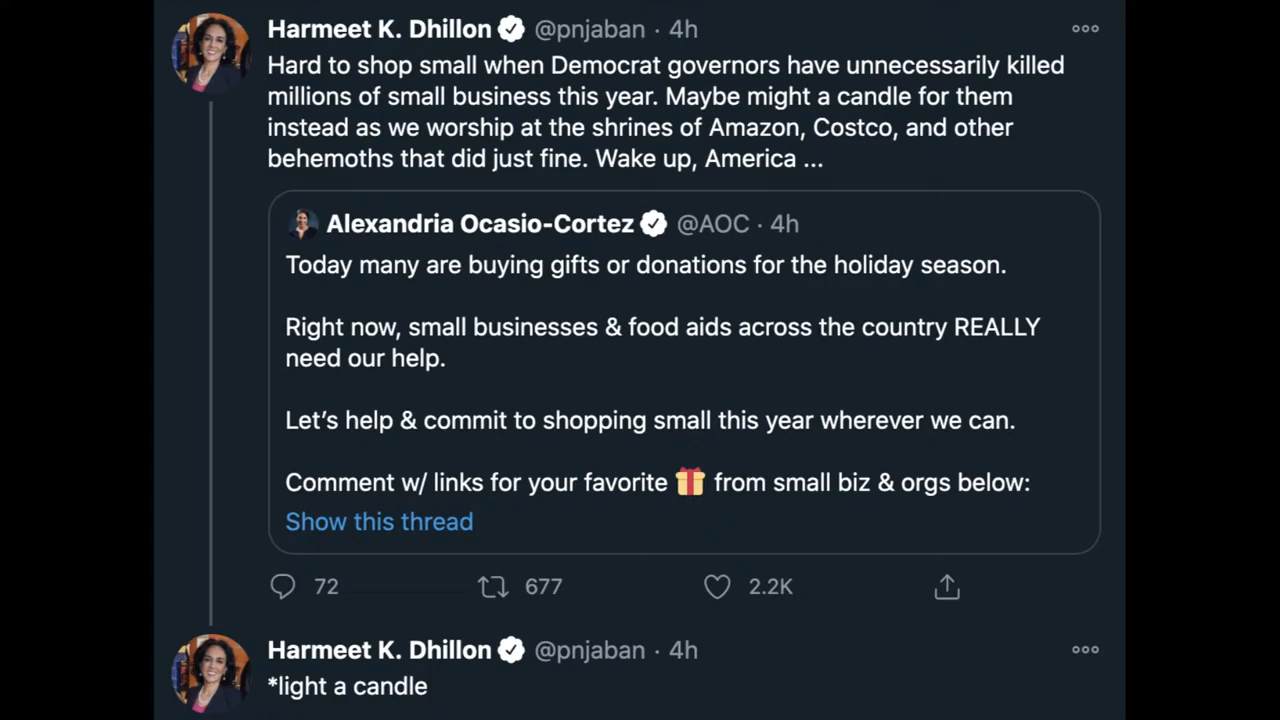 Harmeet K. Dhillon @pnjaban · 4h
Hard to shop small when Democrat governors have unnecessarily killed
millions of small business this year. Maybe might a candle for them
instead as we worship at the shrines of Amazon, Costco, and other
behemoths that did just fine. Wake up, America ...
Alexandria Ocasio-Cortez @AOC · 4h
Today many are buying gifts or donations for the holiday season.
Right now, small businesses & food aids across the country REALLY
need our help.
Let’s help & commit to shopping small this year wherever we can.
Comment w/ links for your favorite 🎁 from small biz & orgs below:
Show this thread
72 677 2.2K
Harmeet K. Dhillon @pnjaban · 4h
*light a candle